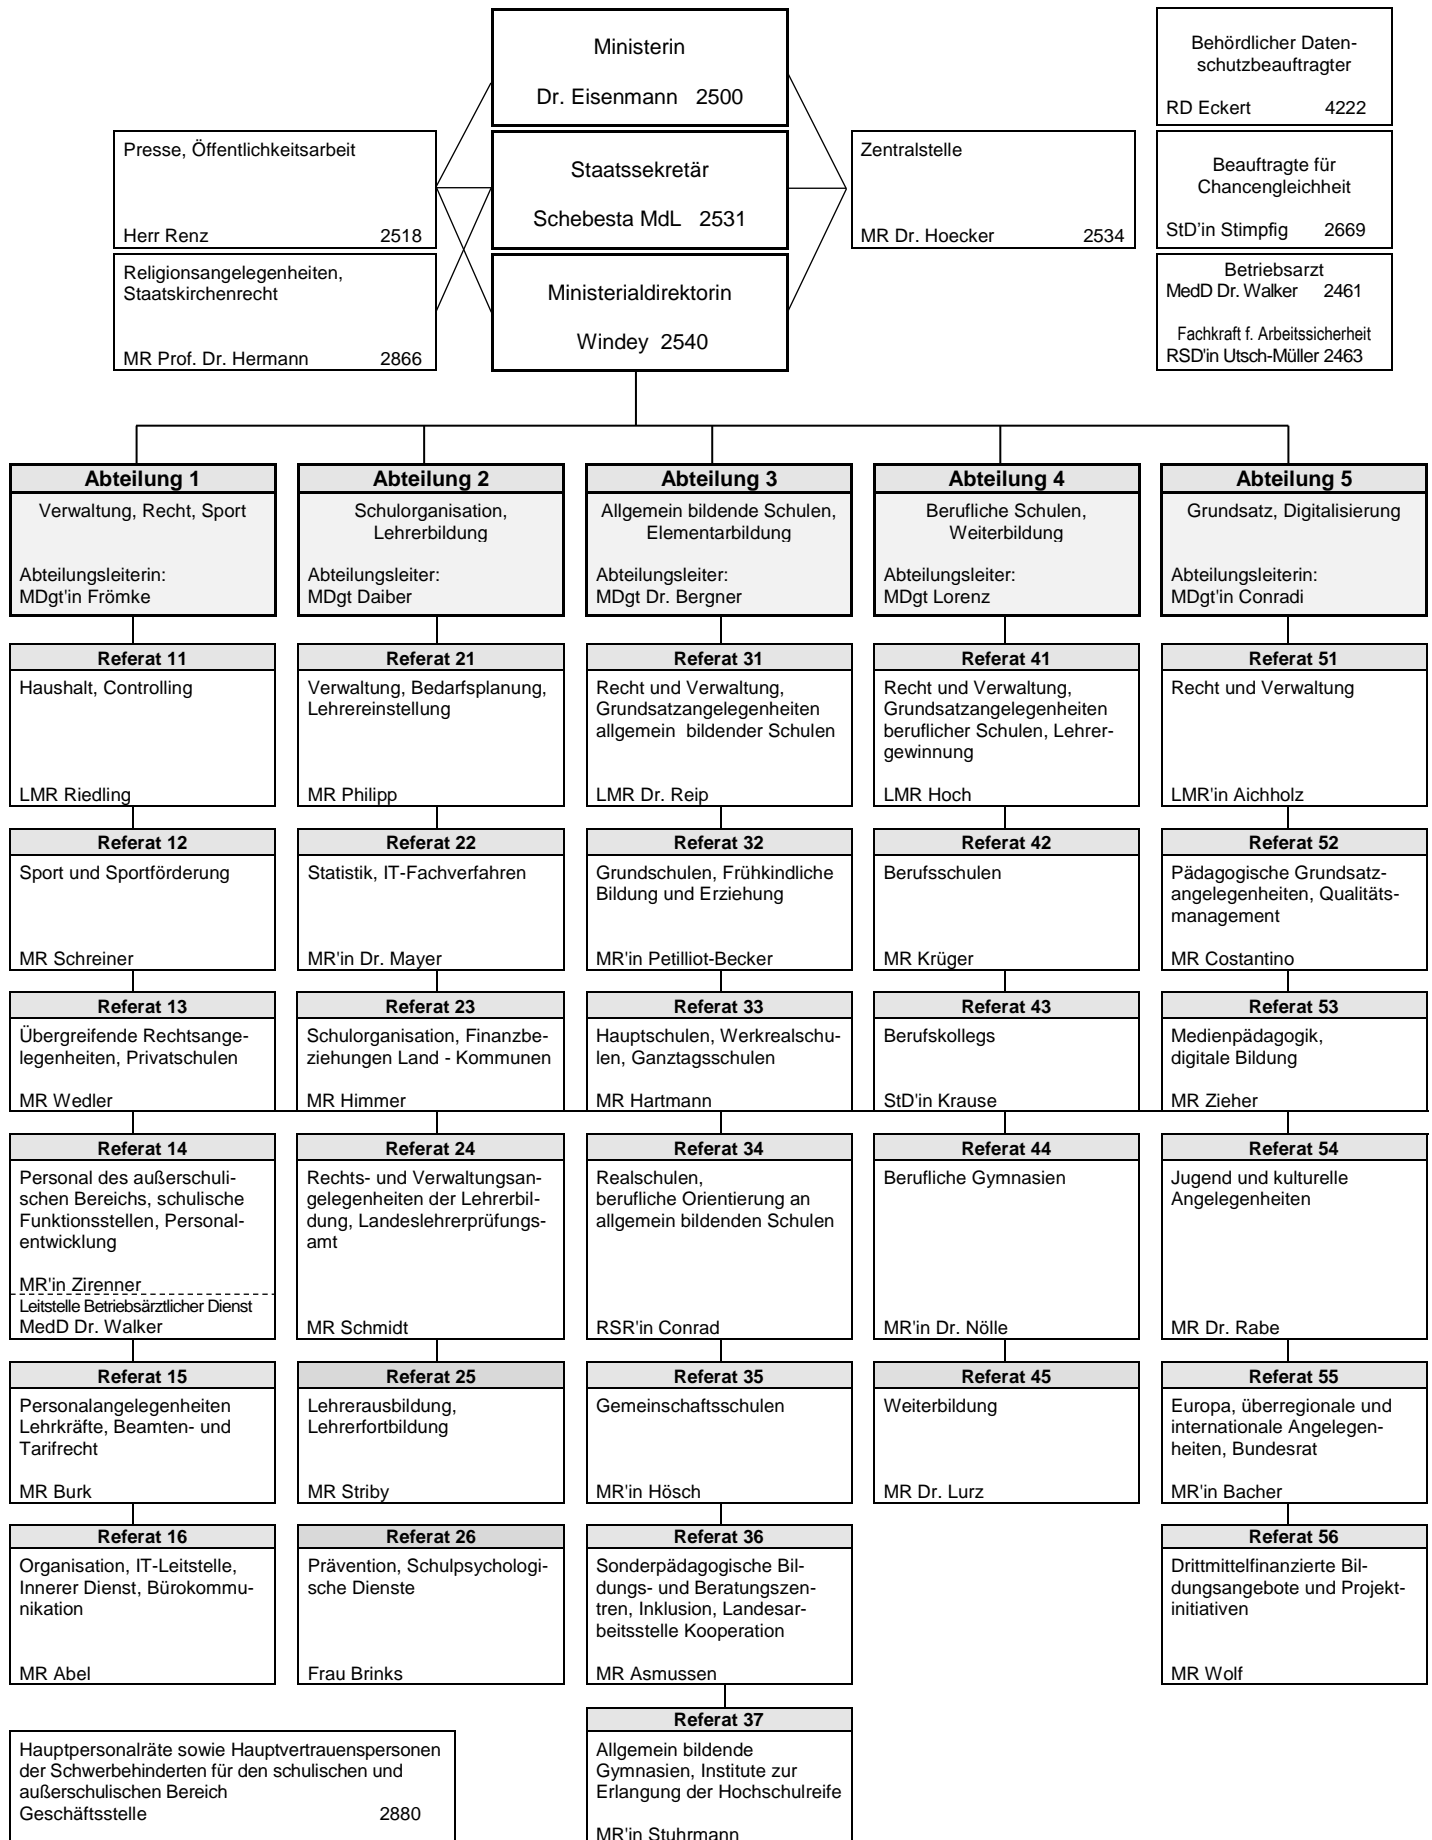 Ministerin
Dr. Eisenmann 2500
Staatssekretär
Schebesta MdL 2531
Ministerialdirektorin
Windey 2540
Presse, Öffentlichkeitsarbeit
Herr Renz 2518
Religionsangelegenheiten,
Staatskirchenrecht
MR Prof. Dr. Hermann 2866
Zentralstelle
MR Dr. Hoecker 2534
Behördlicher Daten-
schutzbeauftragter
RD Eckert 4222
Beauftragte für
Chancengleichheit
StD'in Stimpfig 2669
Betriebsarzt
MedD Dr. Walker 2461
Fachkraft f. Arbeitssicherheit
RSD'in Utsch-Müller 2463
Abteilung 1
Verwaltung, Recht, Sport
Abteilungsleiterin:
MDgt'in Frömke
Referat 11
Haushalt, Controlling
LMR Riedling
Referat 12
Sport und Sportförderung
MR Schreiner
Referat 13
Übergreifende Rechtsange-
legenheiten, Privatschulen
MR Wedler
Referat 14
Personal des außerschuli-
schen Bereichs, schulische
Funktionsstellen, Personal-
entwicklung
MR'in Zirenner
Leitstelle Betriebsärztlicher Dienst
MedD Dr. Walker
Referat 15
Personalangelegenheiten
Lehrkräfte, Beamten- und
Tarifrecht
MR Burk
Referat 16
Organisation, IT-Leitstelle,
Innerer Dienst, Bürokommu-
nikation
MR Abel
Abteilung 2
Schulorganisation,
Lehrerbildung
Abteilungsleiter:
MDgt Daiber
Referat 21
Verwaltung, Bedarfsplanung,
Lehrereinstellung
MR Philipp
Referat 22
Statistik, IT-Fachverfahren
MR'in Dr. Mayer
Referat 23
Schulorganisation, Finanzbe-
ziehungen Land - Kommunen
MR Himmer
Referat 24
Rechts- und Verwaltungsan-
gelegenheiten der Lehrerbil-
dung, Landeslehrerprüfungs-
amt
MR Schmidt
Referat 25
Lehrerausbildung,
Lehrerfortbildung
MR Striby
Referat 26
Prävention, Schulpsychologi-
sche Dienste
Frau Brinks
Abteilung 3
Allgemein bildende Schulen,
Elementarbildung
Abteilungsleiter:
MDgt Dr. Bergner
Referat 31
Recht und Verwaltung,
Grundsatzangelegenheiten
allgemein bildender Schulen
LMR Dr. Reip
Referat 32
Grundschulen, Frühkindliche
Bildung und Erziehung
MR'in Petilliot-Becker
Referat 33
Hauptschulen, Werkrealschu-
len, Ganztagsschulen
MR Hartmann
Referat 34
Realschulen,
berufliche Orientierung an
allgemein bildenden Schulen
RSR'in Conrad
Referat 35
Gemeinschaftsschulen
MR'in Hösch
Referat 36
Sonderpädagogische Bil-
dungs- und Beratungszen-
tren, Inklusion, Landesar-
beitsstelle Kooperation
MR Asmussen
Referat 37
Allgemein bildende
Gymnasien, Institute zur
Erlangung der Hochschulreife
MR'in Stuhrmann
Abteilung 4
Berufliche Schulen,
Weiterbildung
Abteilungsleiter:
MDgt Lorenz
Referat 41
Recht und Verwaltung,
Grundsatzangelegenheiten
beruflicher Schulen, Lehrer-
gewinnung
LMR Hoch
Referat 42
Berufsschulen
MR Krüger
Referat 43
Berufskollegs
StD'in Krause
Referat 44
Berufliche Gymnasien
MR'in Dr. Nölle
Referat 45
Weiterbildung
MR Dr. Lurz
Abteilung 5
Grundsatz, Digitalisierung
Abteilungsleiterin:
MDgt'in Conradi
Referat 51
Recht und Verwaltung
LMR'in Aichholz
Referat 52
Pädagogische Grundsatz-
angelegenheiten, Qualitäts-
management
MR Costantino
Referat 53
Medienpädagogik,
digitale Bildung
MR Zieher
Referat 54
Jugend und kulturelle
Angelegenheiten
MR Dr. Rabe
Referat 55
Europa, überregionale und
internationale Angelegen-
heiten, Bundesrat
MR'in Bacher
Referat 56
Drittmittelfinanzierte Bil-
dungsangebote und Projekt-
initiativen
MR Wolf
Hauptpersonalräte sowie Hauptvertrauenspersonen
der Schwerbehinderten für den schulischen und
außerschulischen Bereich
Geschäftsstelle 2880